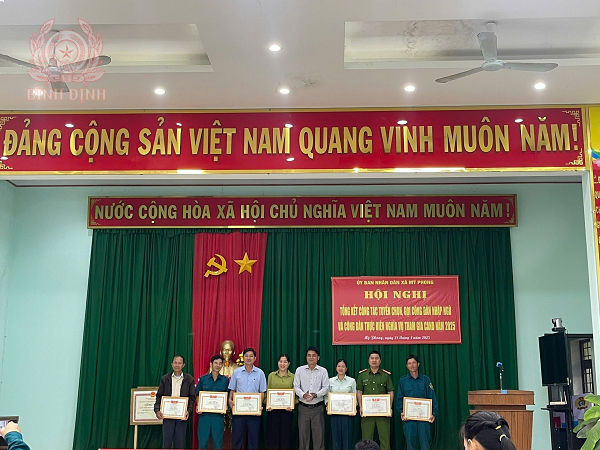 BÌNH ĐỊNH
ĐẢNG CỘNG SẢN VIỆT NAM QUANG VINH MUÔN NĂM!
NƯỚC CỘNG HÒA XÃ HỘI CHỦ NGHĨA VIỆT NAM MUÔN NĂM!
ỦY BAN NHÂN DÂN XÃ MỸ PHONG
HỘI NGHỊ
TỔNG KẾT CÔNG TÁC TUYỂN CHỌN, GỌI CÔNG DÂN NHẬP NGŨ
VÀ CÔNG DÂN THỰC HIỆN NGHĨA VỤ THAM GIA CAND NĂM 2025